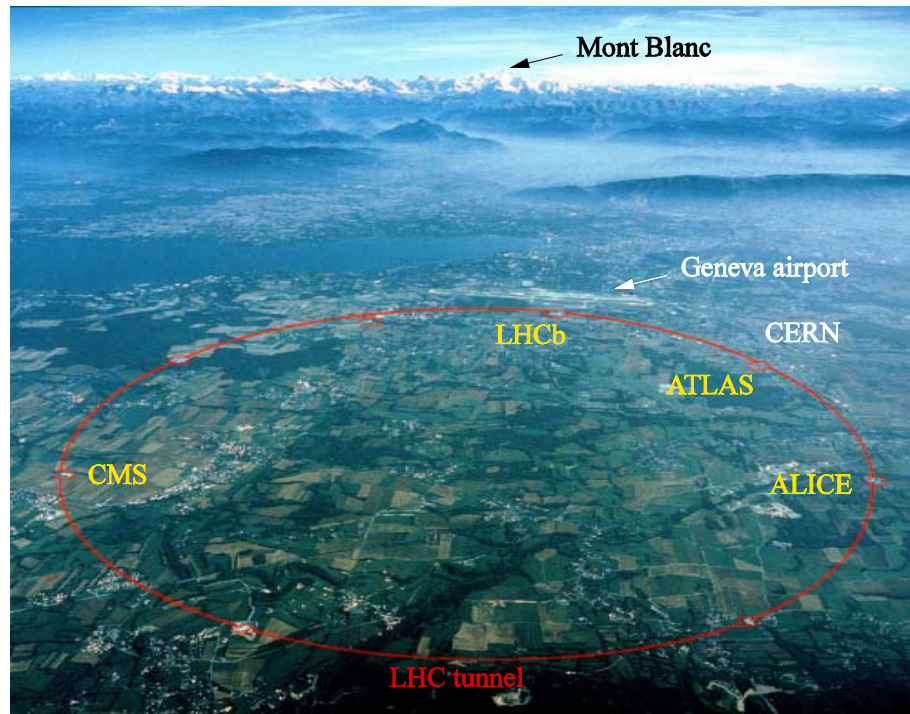 Mont Blanc
Geneva airport
LHCb
CERN
ATLAS
CMS
ALICE
LHC tunnel